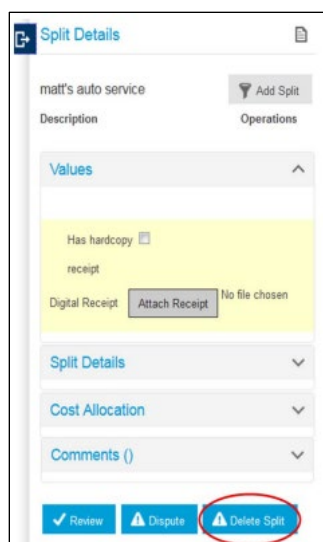 Split Details
matt's auto service Add Split
Description Operations
Values
Has hardcopy
receipt
Digital Receipt Attach Receipt No file chosen
Split Details
Cost Allocation
Comments ()
Review Dispute Delete Split